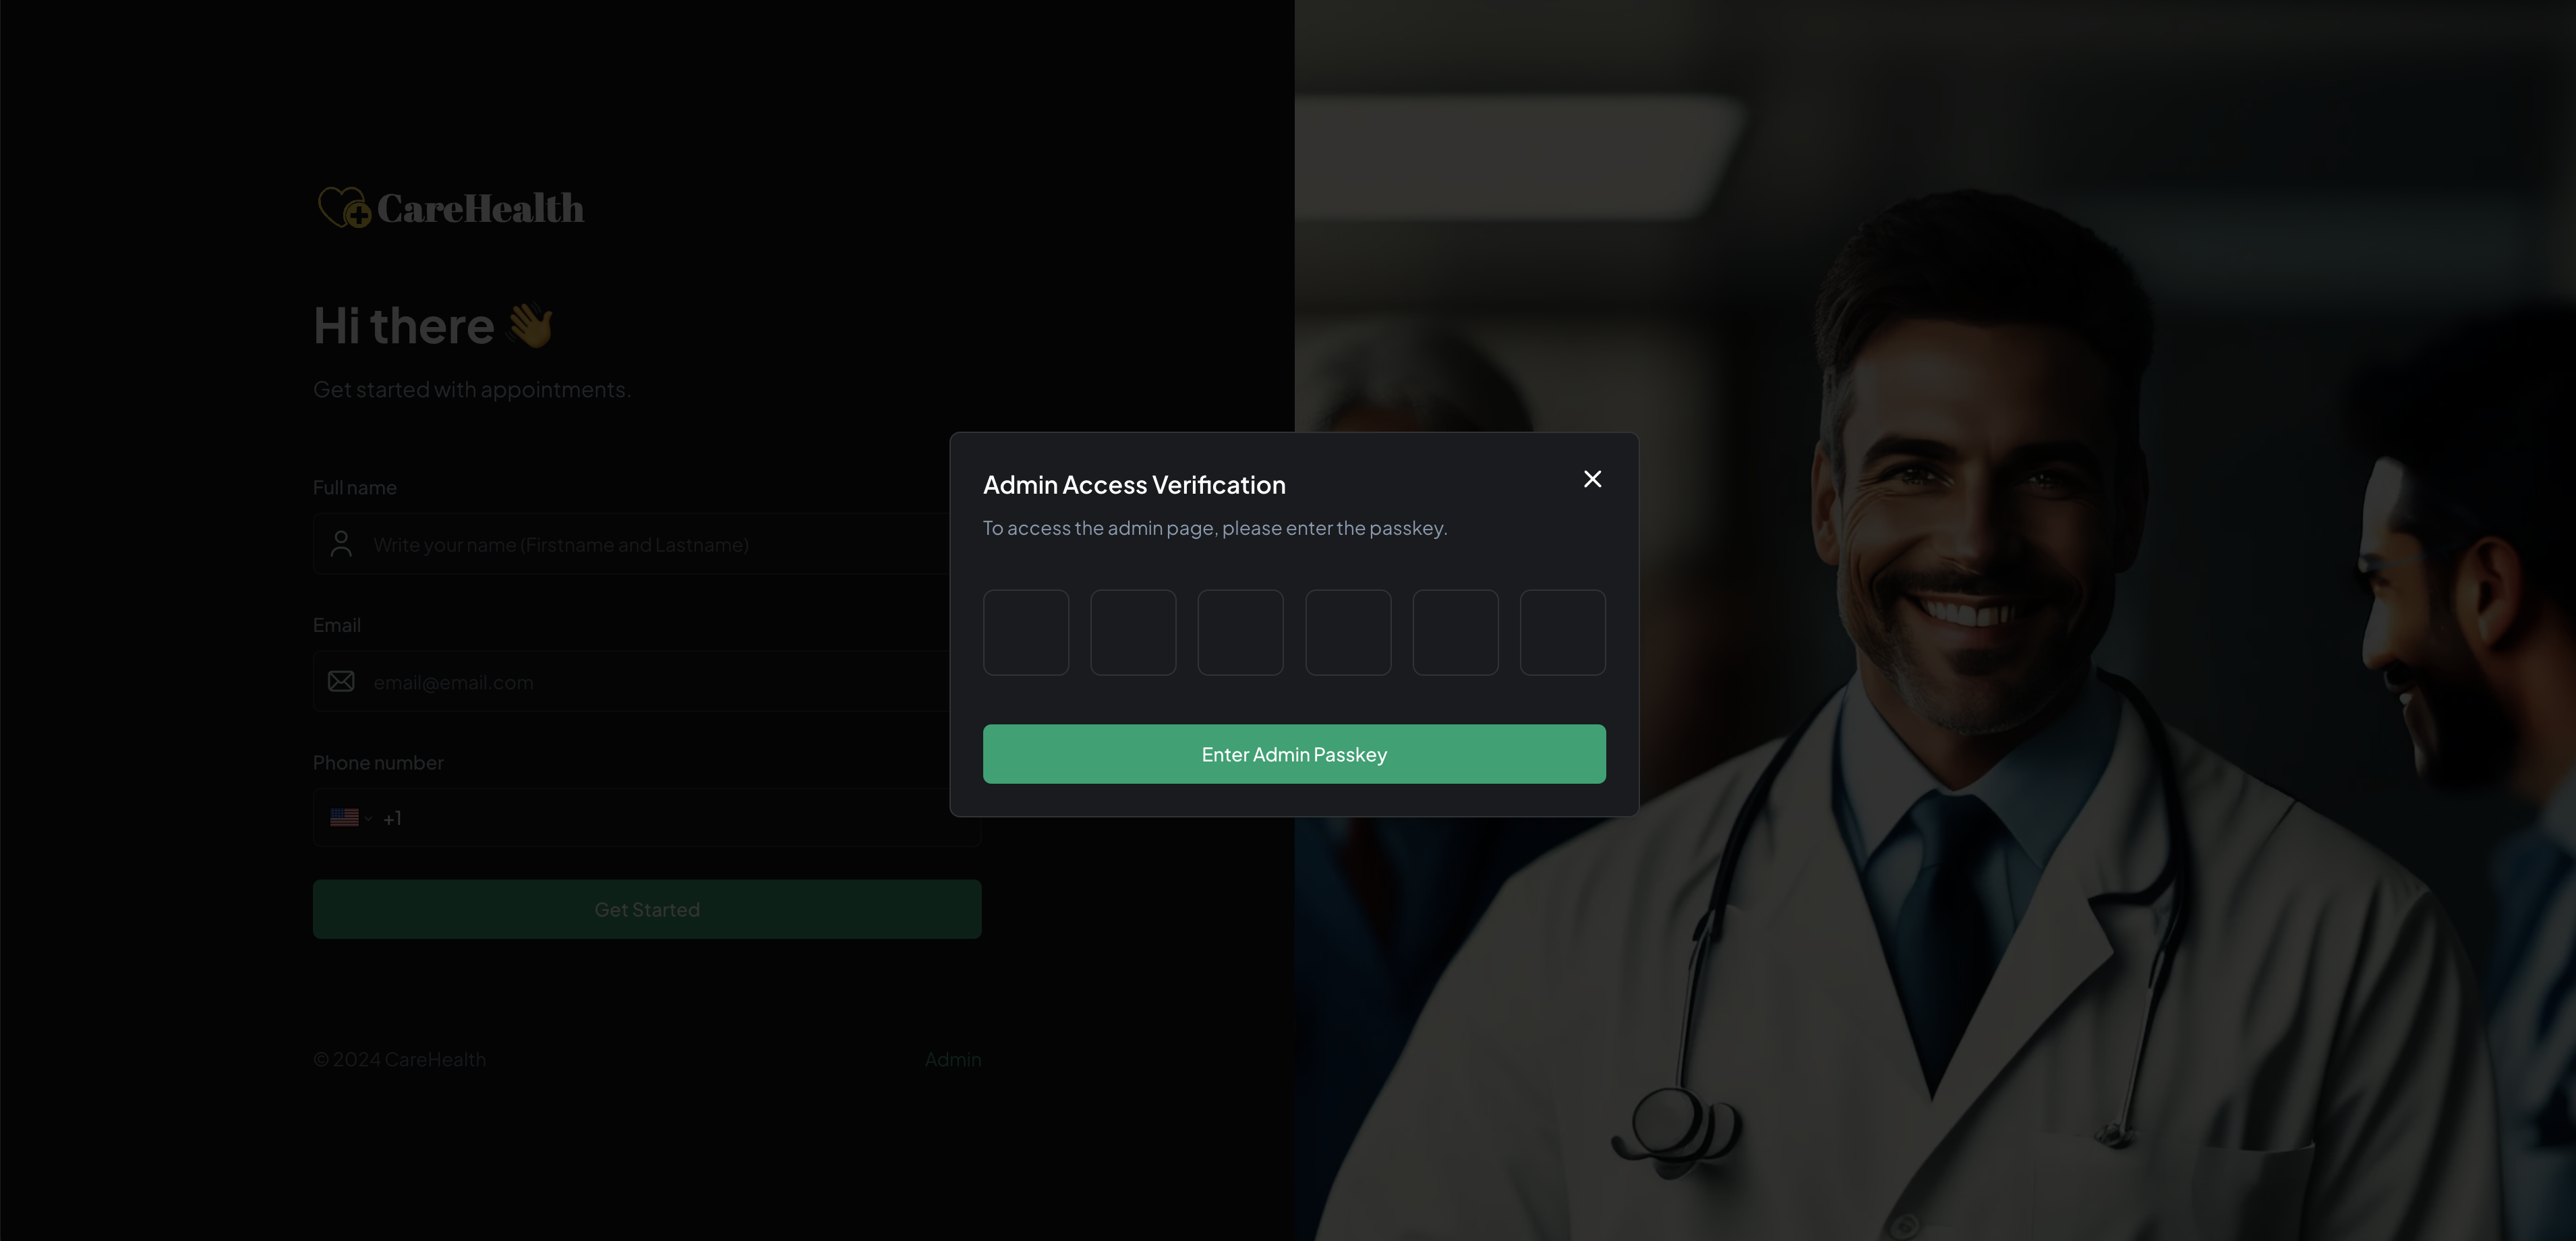 CareHealth
Hi there 👋
Get started with appointments.
Full name
Write your name (Firstname and Lastname)
Email
email@email.com
Phone number
+1
Get Started
© 2024 CareHealth
Admin
Admin Access Verification
To access the admin page, please enter the passkey.
Enter Admin Passkey